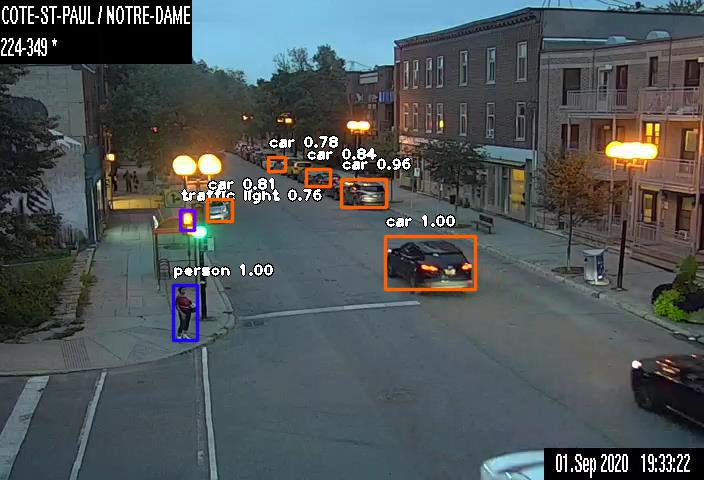 COTE-ST-PAUL / NOTRE-DAME
224-349 *
car 0.78
car 0.84
car 0.96
car 0.81
traffic light 0.76
car 1.00
person 1.00
01.Sep 2020 19:33:22